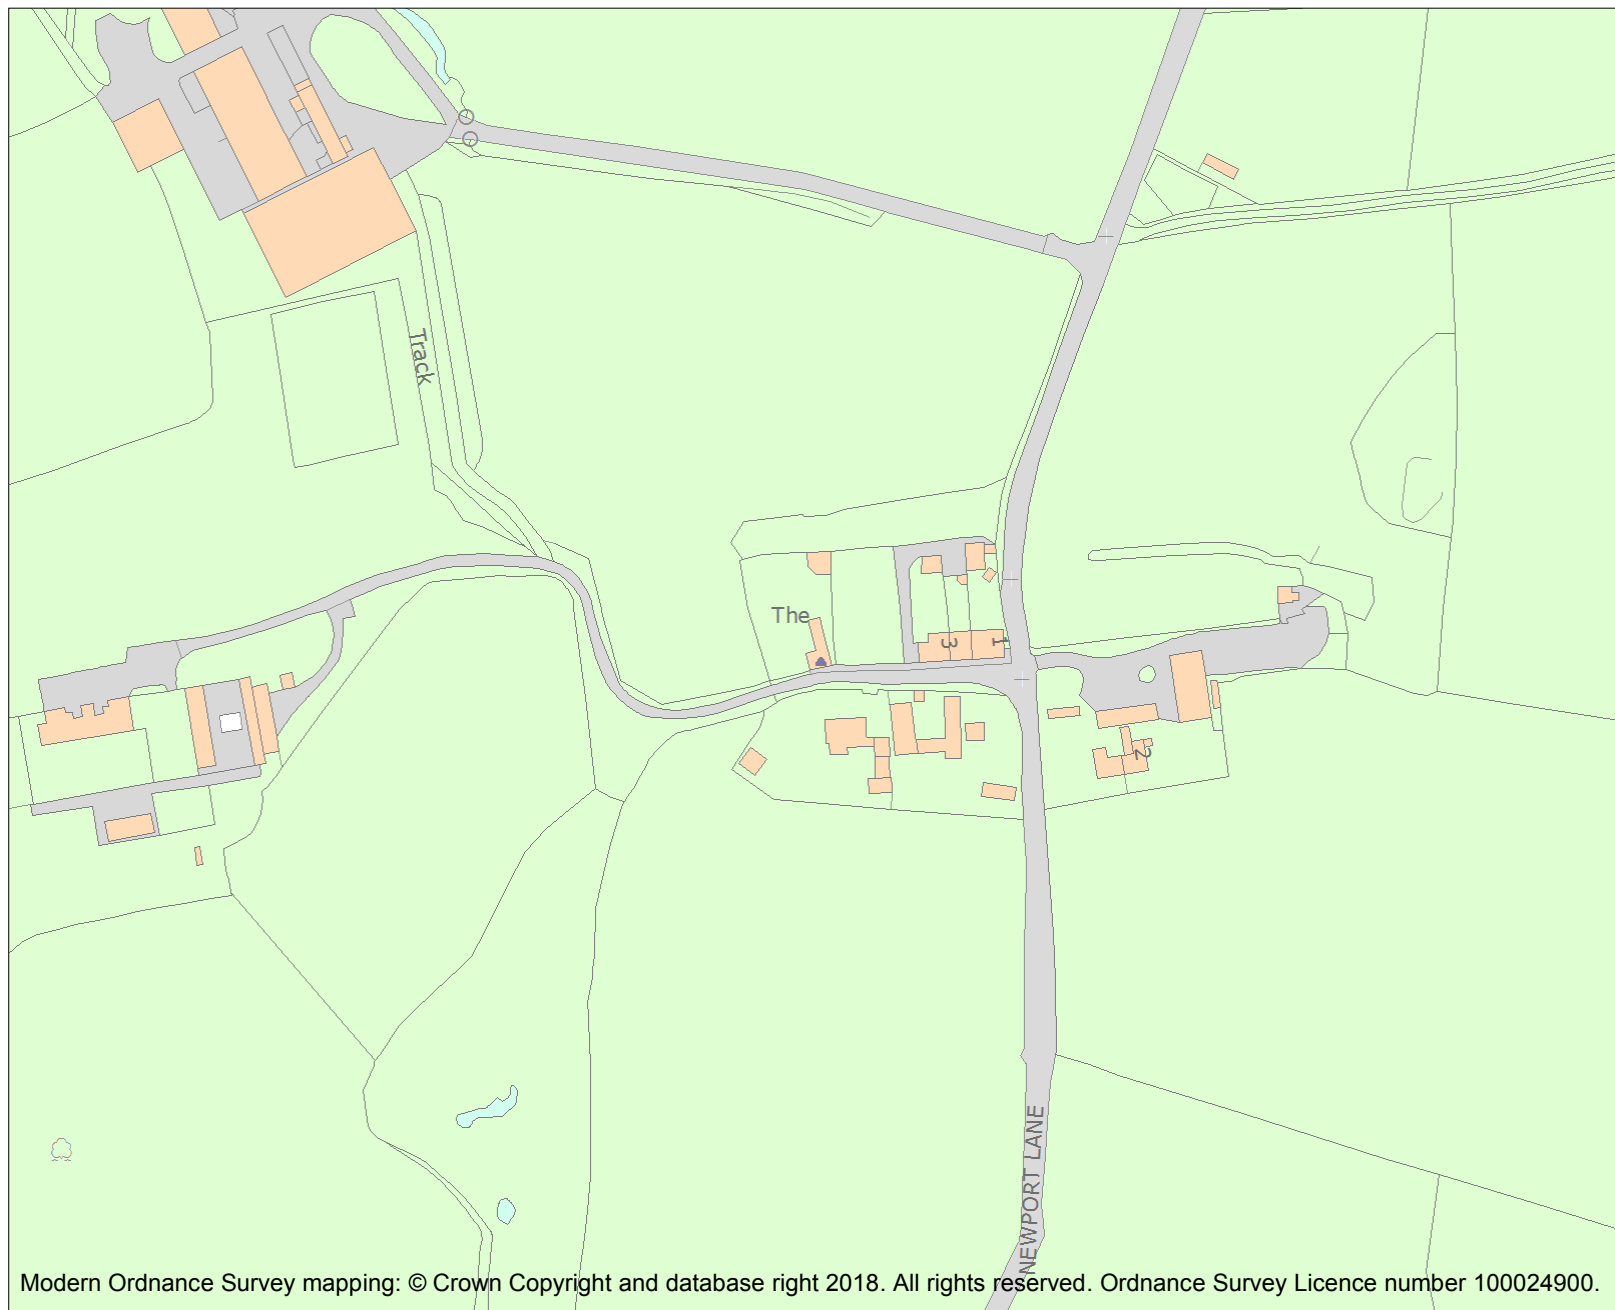 Track
The
3
1
2
NEWPORT LANE
Modern Ordnance Survey mapping: © Crown Copyright and database right 2018. All rights reserved. Ordnance Survey Licence number 100024900.